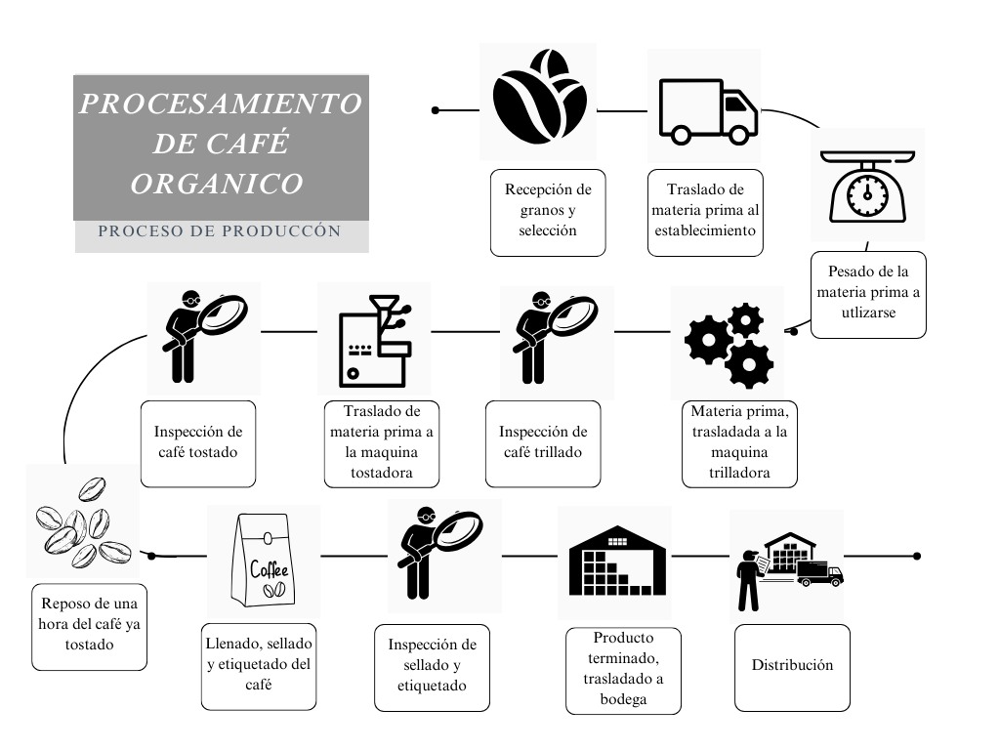 PROCESAMIENTO
DE CAFÉ
ORGANICO
PROCESO DE PRODUCCÓN
Recepción de
granos y
selección
Traslado de
materia prima al
establecimiento
Pesado de la
materia prima a
utlizarse
Materia prima,
trasladada a la
maquina
trilladora
Inspección de
café trillado
Traslado de
materia prima a
la maquina
tostadora
Inspección de
café tostado
Reposo de una
hora del café ya
tostado
Coffee
Llenado, sellado
y etiquetado del
café
Inspección de
sellado y
etiquetado
Producto
terminado,
trasladado a
bodega
Distribución